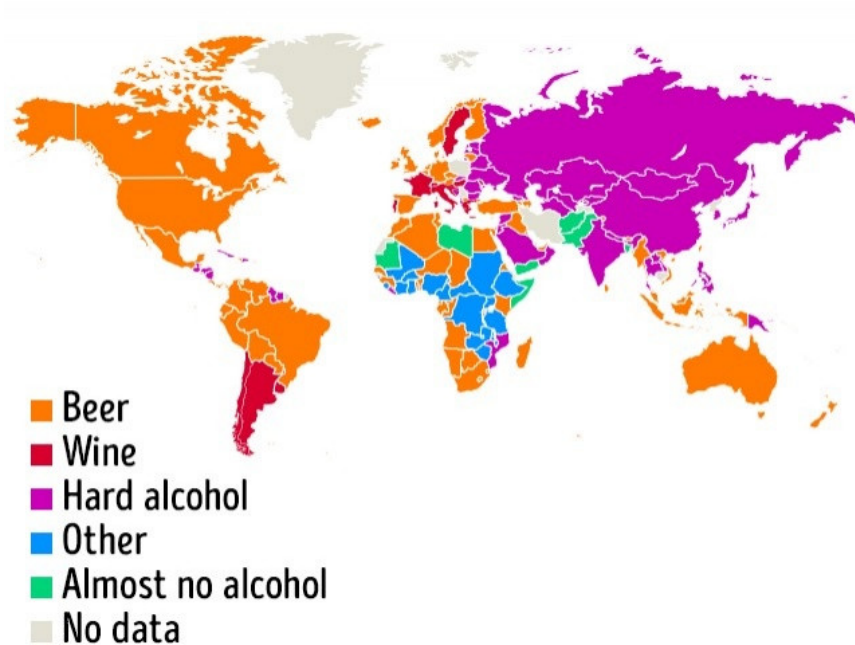 Beer
Wine
Hard alcohol
Other
Almost no alcohol
No data